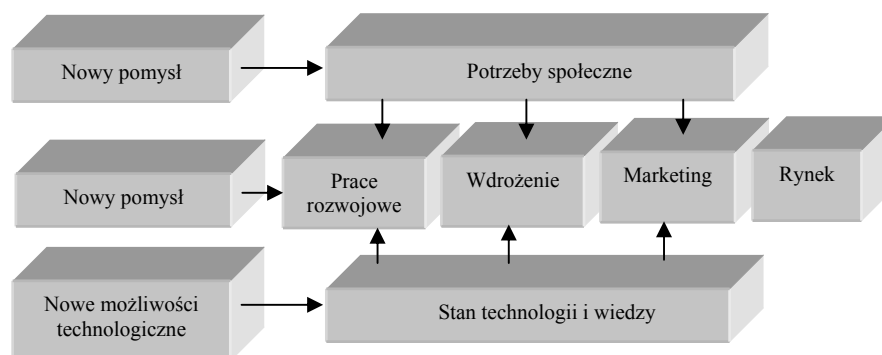 Nowy pomysł
Potrzeby społeczne
Nowy pomysł
Prace
rozwojowe
Wdrożenie
Marketing
Rynek
Nowe możliwości
technologiczne
Stan technologii i wiedzy